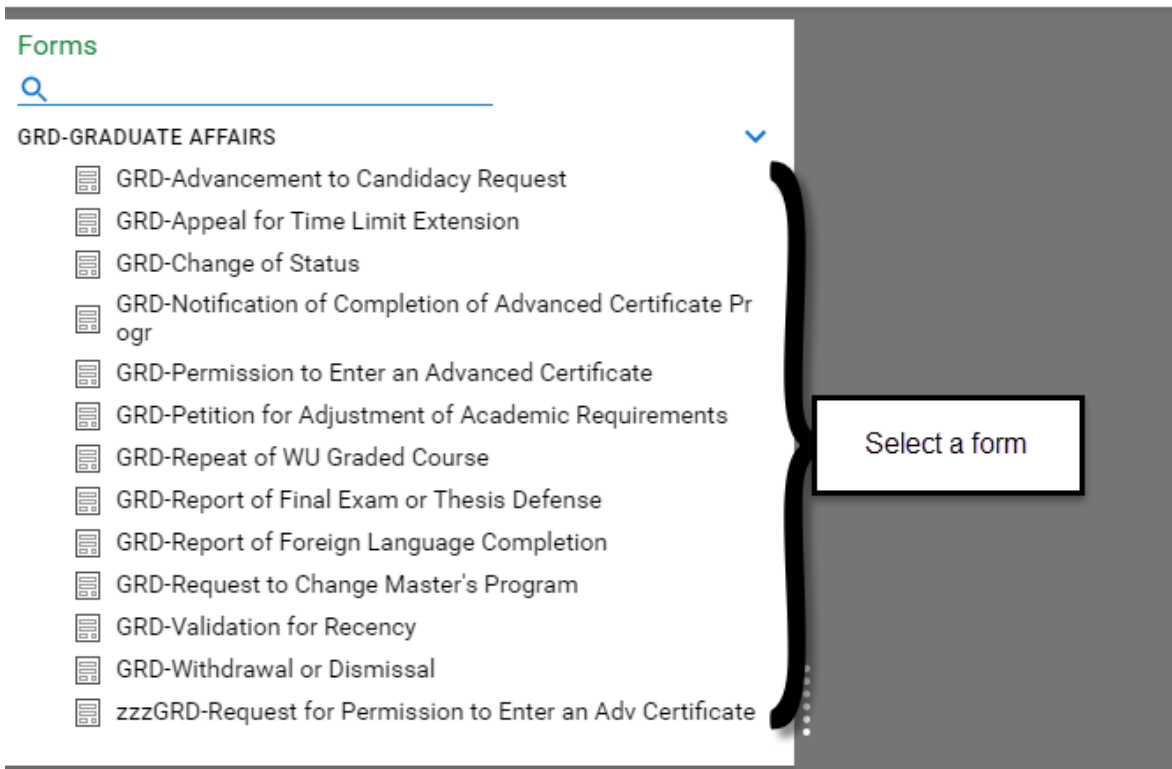 Forms
GRD-GRADUATE AFFAIRS
GRD-Advancement to Candidacy Request
GRD-Appeal for Time Limit Extension
GRD-Change of Status
GRD-Notification of Completion of Advanced Certificate Pr
ogr
GRD-Permission to Enter an Advanced Certificate
GRD-Petition for Adjustment of Academic Requirements
GRD-Repeat of WU Graded Course
GRD-Report of Final Exam or Thesis Defense
GRD-Report of Foreign Language Completion
GRD-Request to Change Master's Program
GRD-Validation for Recency
GRD-Withdrawal or Dismissal
zzzGRD-Request for Permission to Enter an Adv Certificate
Select a form